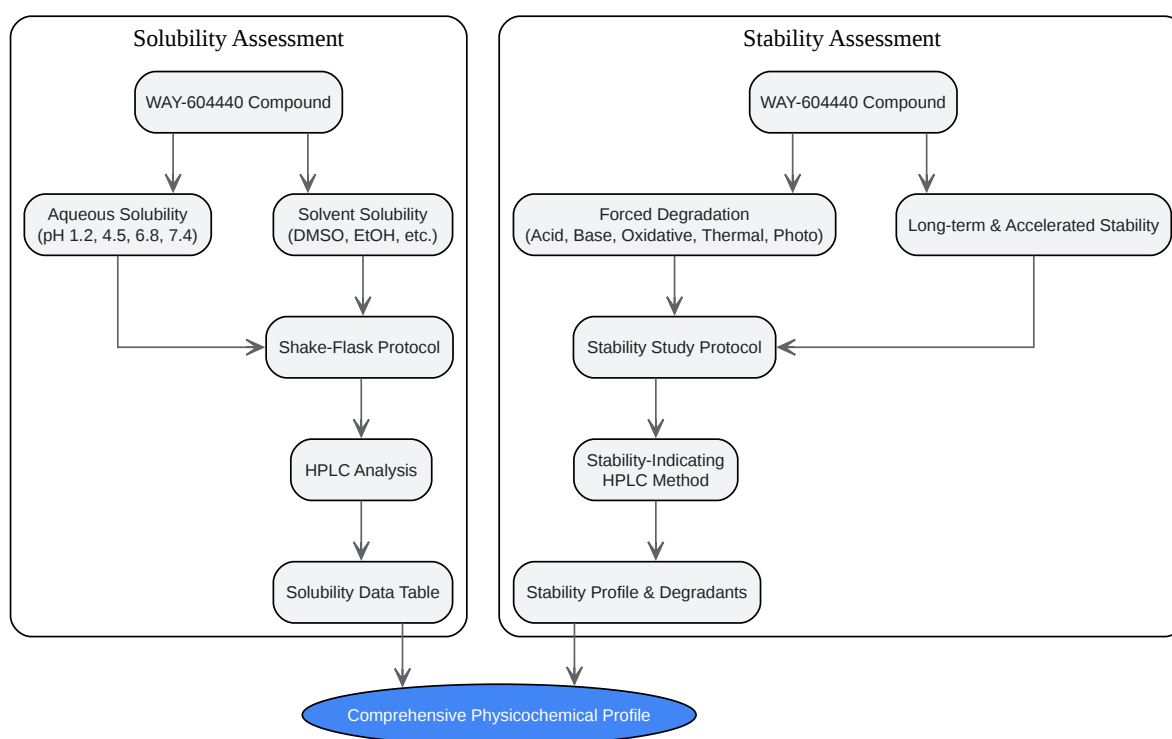 Solubility Assessment
WAY-604440 Compound
Aqueous Solubility
(pH 1.2, 4.5, 6.8, 7.4)
Solvent Solubility
(DMSO, EtOH, etc.)
Shake-Flask Protocol
HPLC Analysis
Solubility Data Table
Stability Assessment
WAY-604440 Compound
Forced Degradation
(Acid, Base, Oxidative, Thermal, Photo)
Long-term & Accelerated Stability
Stability Study Protocol
Stability-Indicating
HPLC Method
Stability Profile & Degradants
Comprehensive Physicochemical Profile